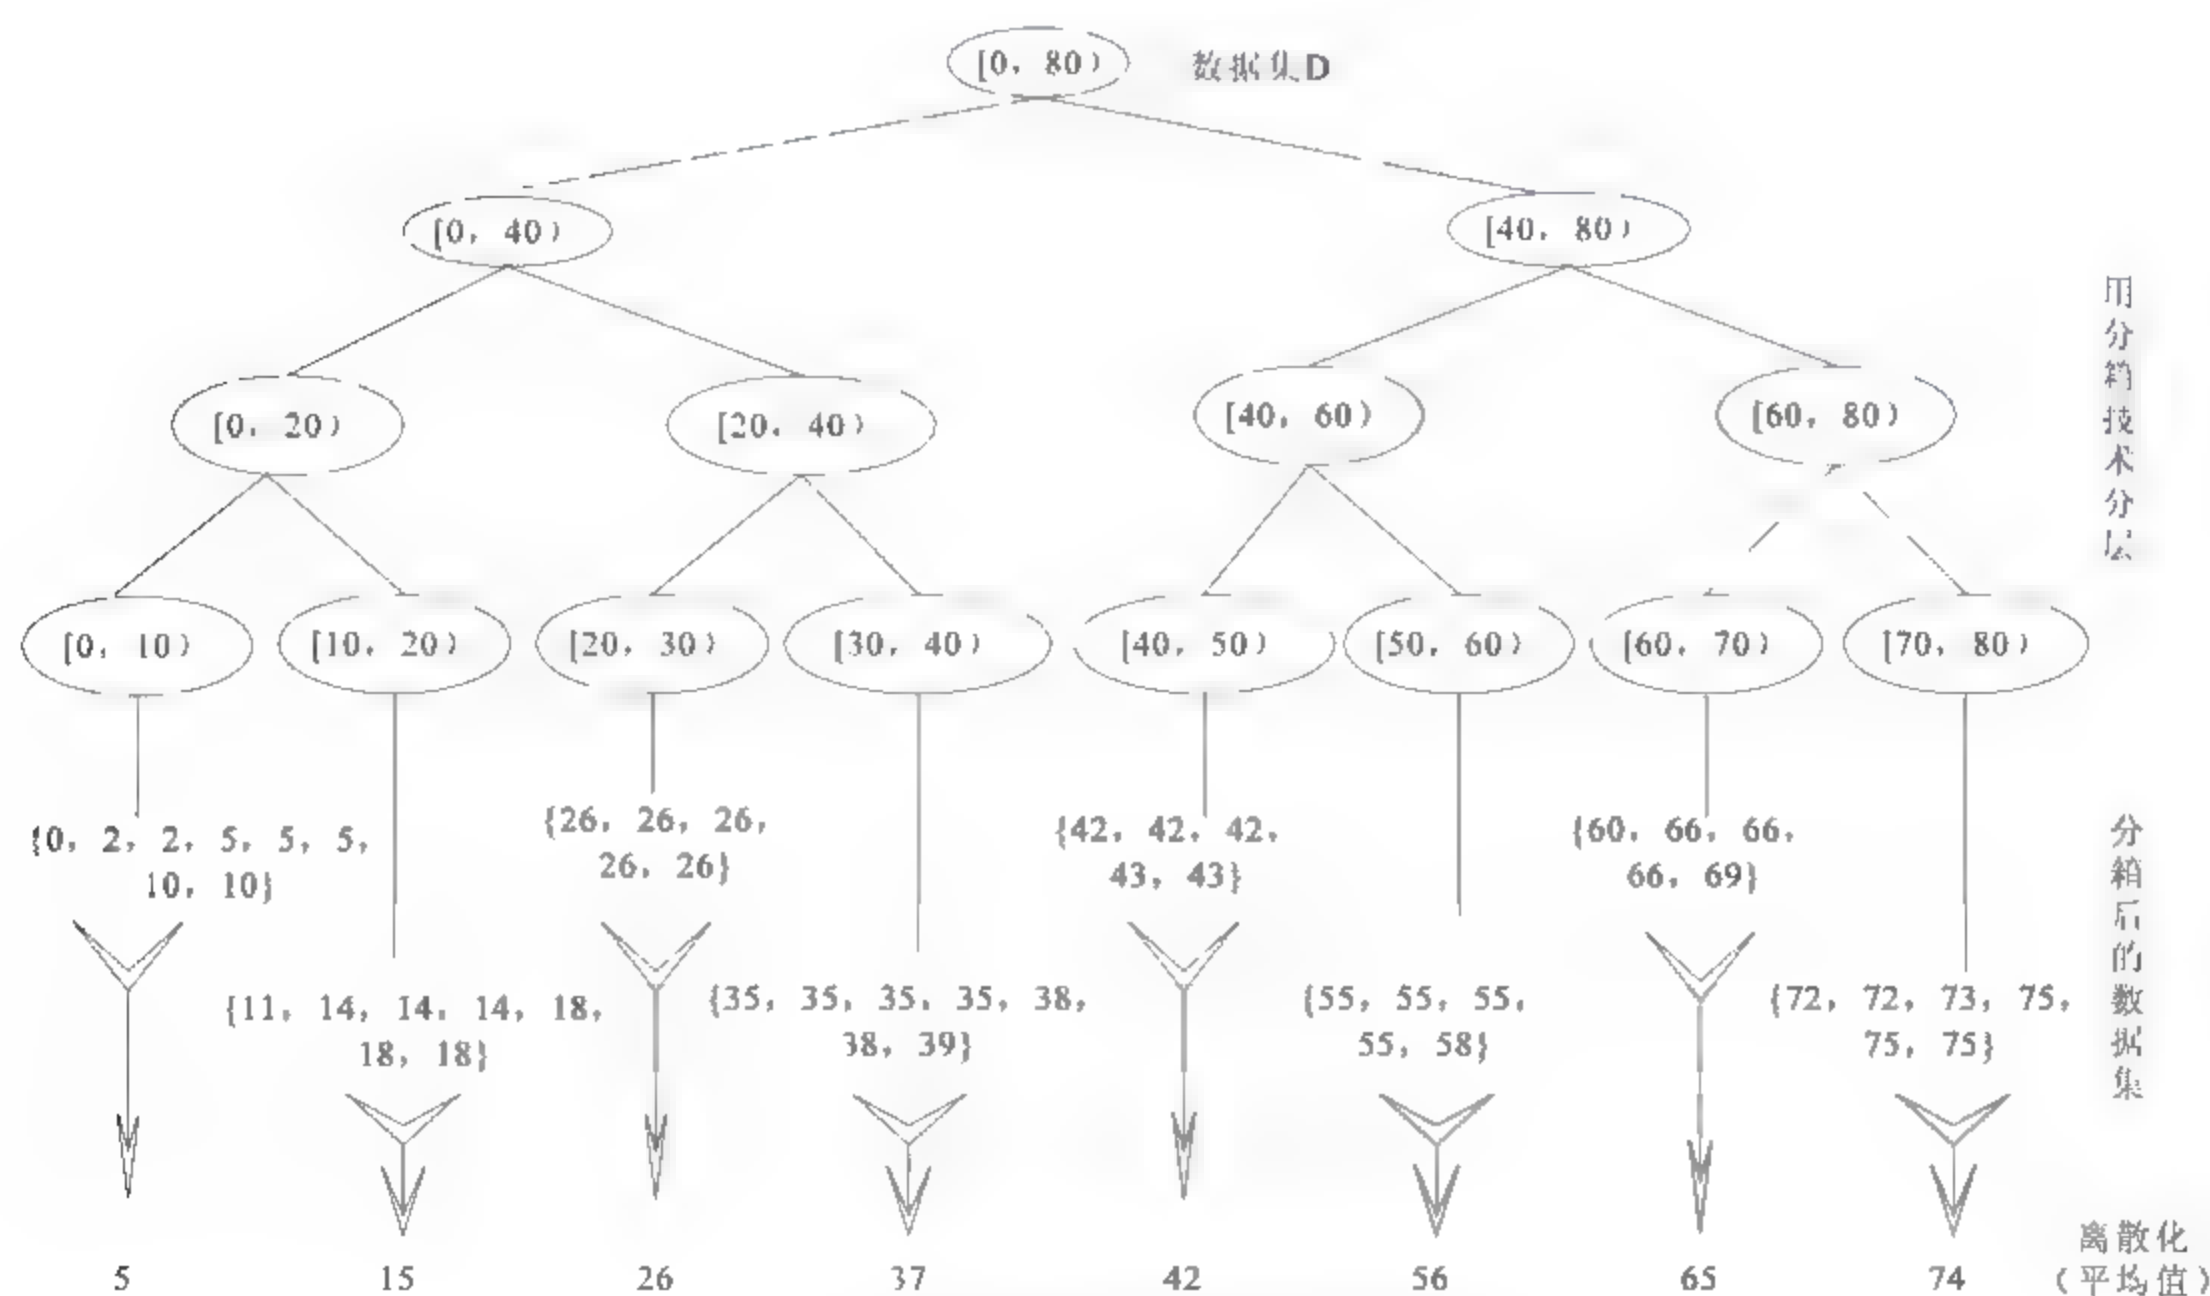 [0, 80) 数据集D
[0, 40) [40, 80)
[0, 20) [20, 40) [40, 60) [60, 80)
用分箱技术分层
[0, 10) [10, 20) [20, 30) [30, 40) [40, 50) [50, 60) [60, 70) [70, 80)
{0, 2, 2, 5, 5, 5,
10, 10}
{11, 14, 14, 14, 18,
18, 18}
{26, 26, 26,
26, 26}
{35, 35, 35, 35, 38,
38, 39}
{42, 42, 42,
43, 43}
{55, 55, 55,
55, 58}
{60, 66, 66,
66, 69}
{72, 72, 73, 75,
75, 75}
分箱后的数据集
5 15 26 37 42 56 65 74
离散化
(平均值)